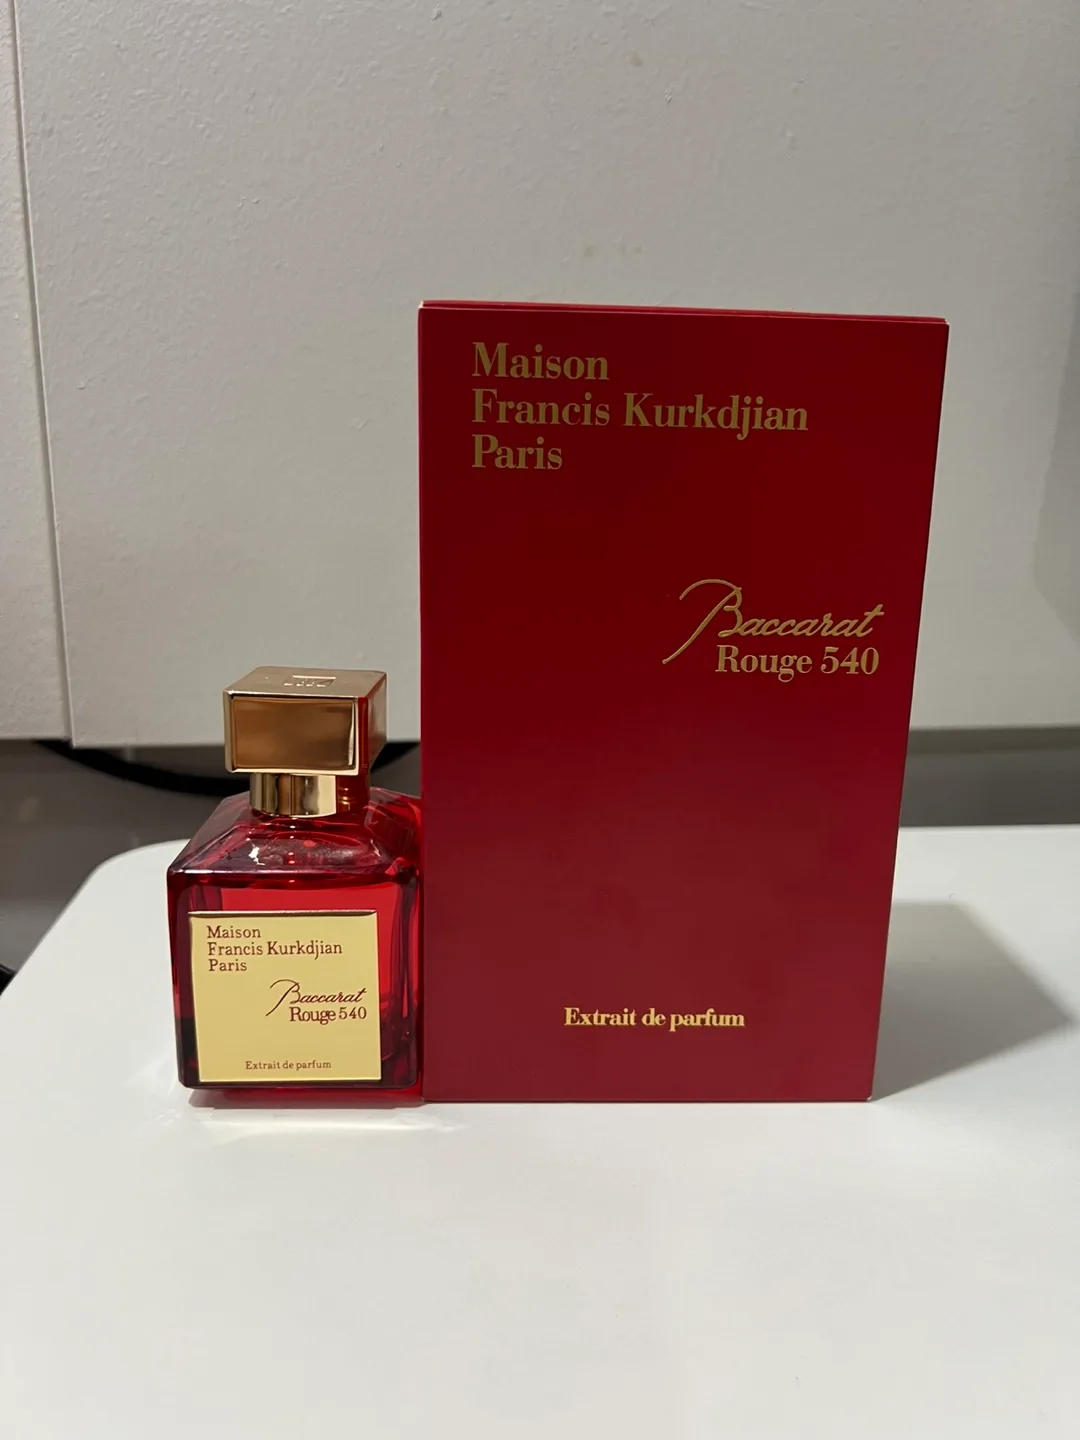 Maison
Francis Kurkdjian
Paris
Baccarat
Rouge 540
Extrait de parfum
Maison
Francis Kurkdjian
Paris
Baccarat
Rouge 540
Extrait de parfum